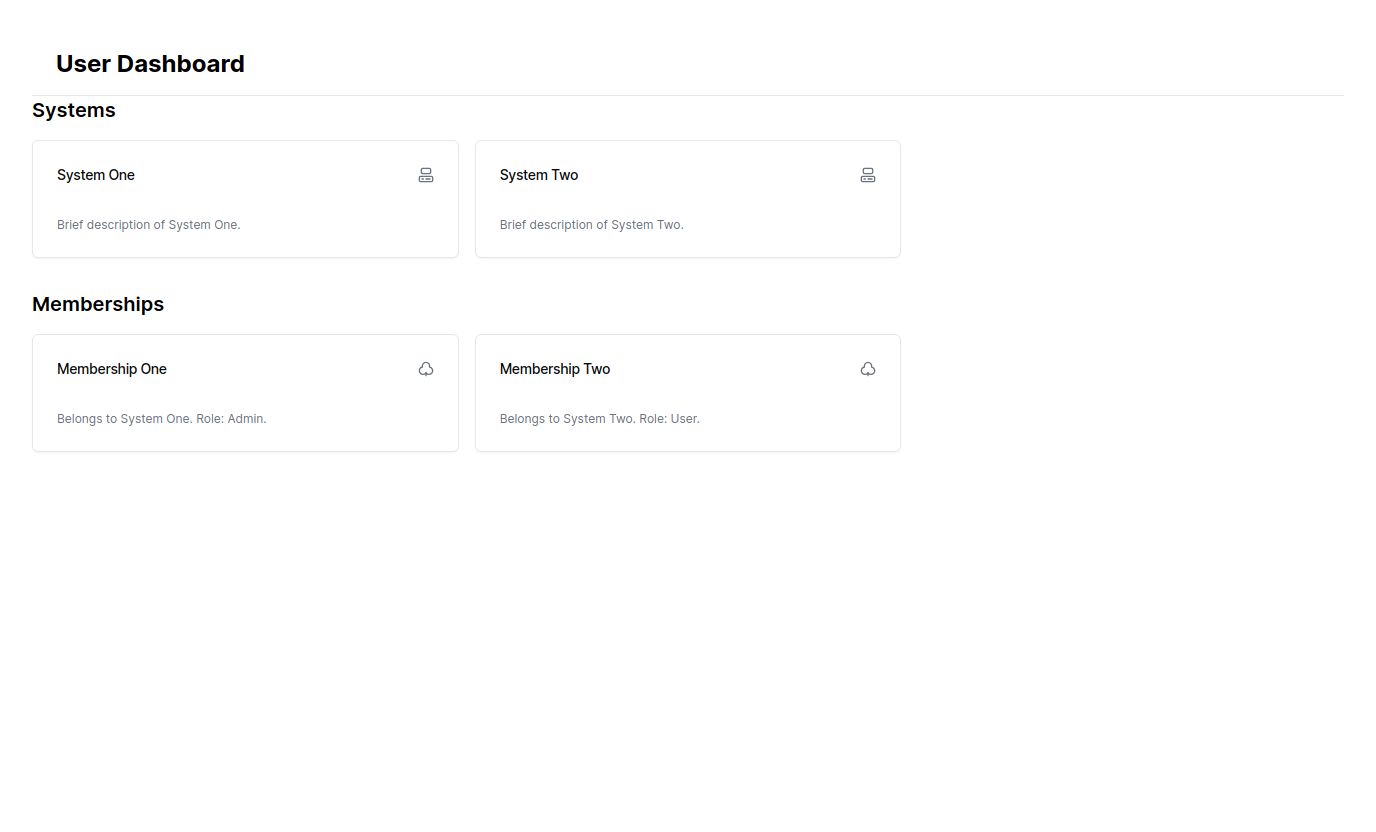 User Dashboard
Systems
System One
Brief description of System One.
System Two
Brief description of System Two.
Memberships
Membership One
Belongs to System One. Role: Admin.
Membership Two
Belongs to System Two. Role: User.